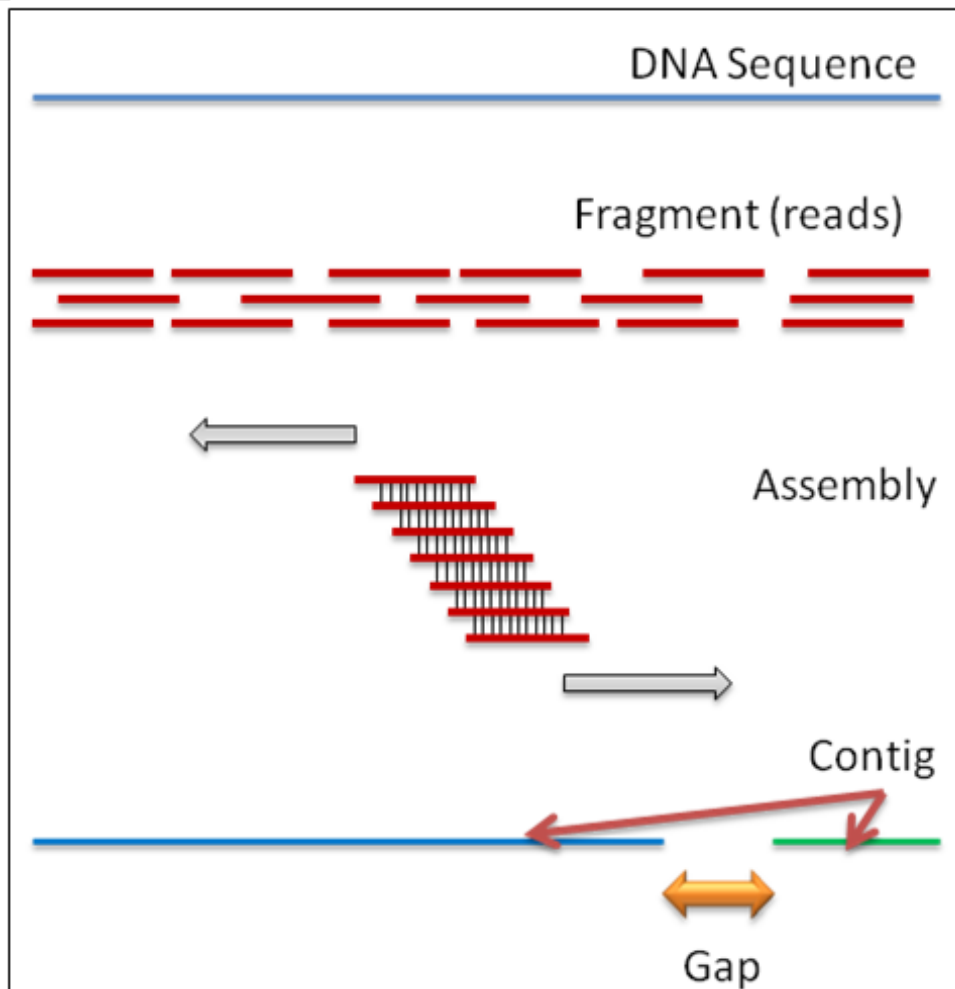 DNA Sequence
Fragment (reads)
Assembly
Contig
Gap